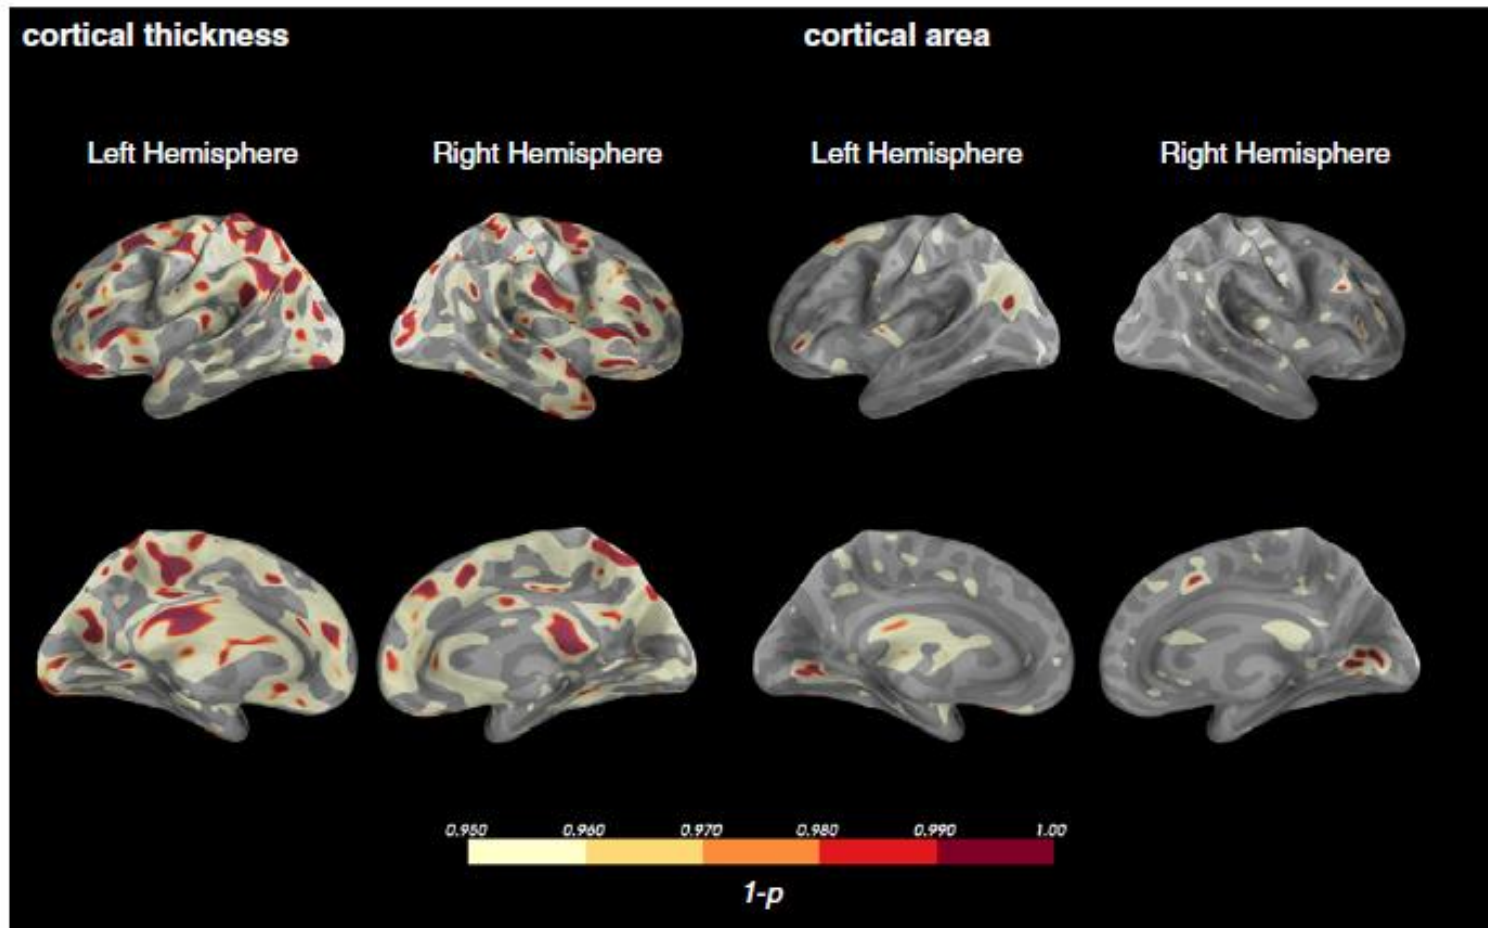 cortical thickness
cortical area
Left Hemisphere
Right Hemisphere
Left Hemisphere
Right Hemisphere
0.950 0.960 0.970 0.980 0.990 1.00
1-p